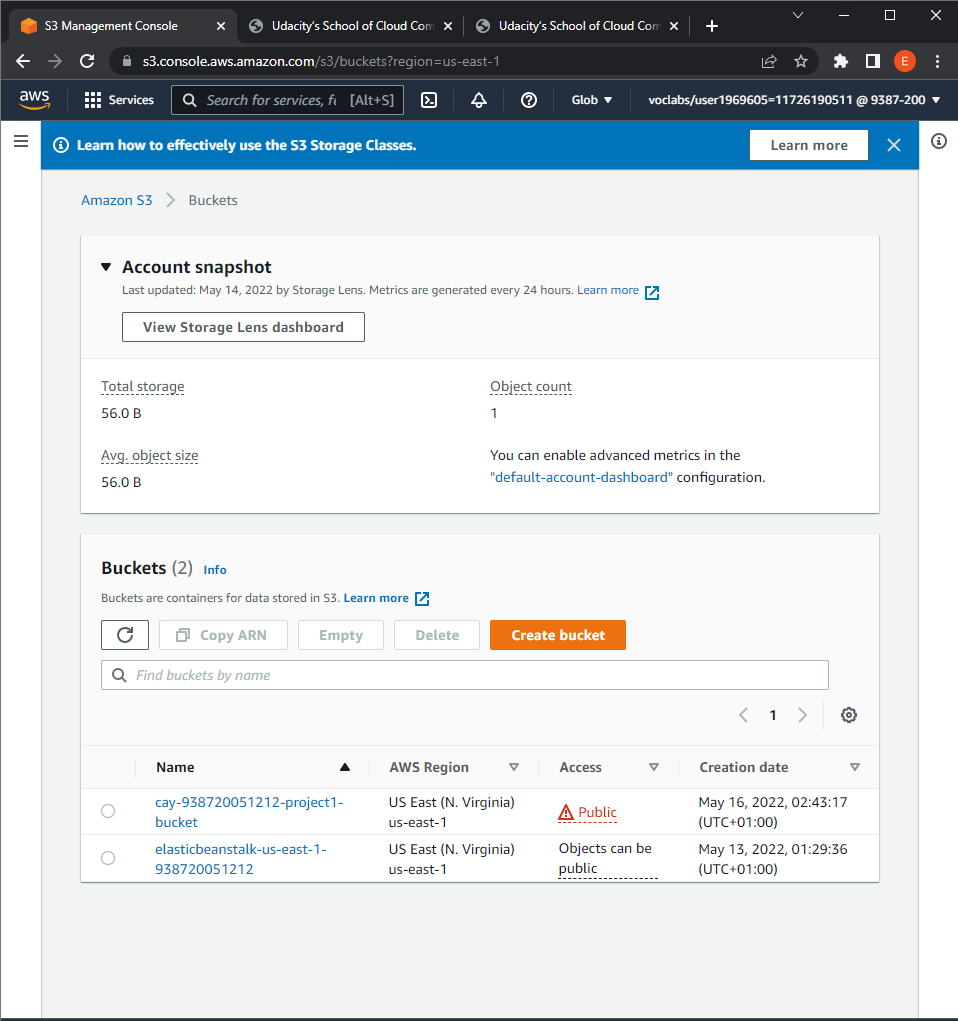 S3 Management Console
Udacity's School of Cloud Com
Udacity's School of Cloud Com
s3.console.aws.amazon.com/s3/buckets?region=us-east-1
E
aws
Services
Search for services, f [Alt+S]
Glob
voclabs/user1969605=11726190511 @ 9387-200
Learn how to effectively use the S3 Storage Classes.
Learn more
Amazon S3
Buckets
Account snapshot
Last updated: May 14, 2022 by Storage Lens. Metrics are generated every 24 hours. Learn more
View Storage Lens dashboard
Total storage
56.0 B
Object count
1
Avg. object size
56.0 B
You can enable advanced metrics in the
"default-account-dashboard" configuration.
Buckets (2) Info
Buckets are containers for data stored in S3. Learn more
Copy ARN
Empty
Delete
Create bucket
Find buckets by name
1
Name
AWS Region
Access
Creation date
cay-938720051212-project1-
bucket
US East (N. Virginia)
us-east-1
Public
May 16, 2022, 02:43:17
(UTC+01:00)
elasticbeanstalk-us-east-1-
938720051212
US East (N. Virginia)
us-east-1
Objects can be
public
May 13, 2022, 01:29:36
(UTC+01:00)